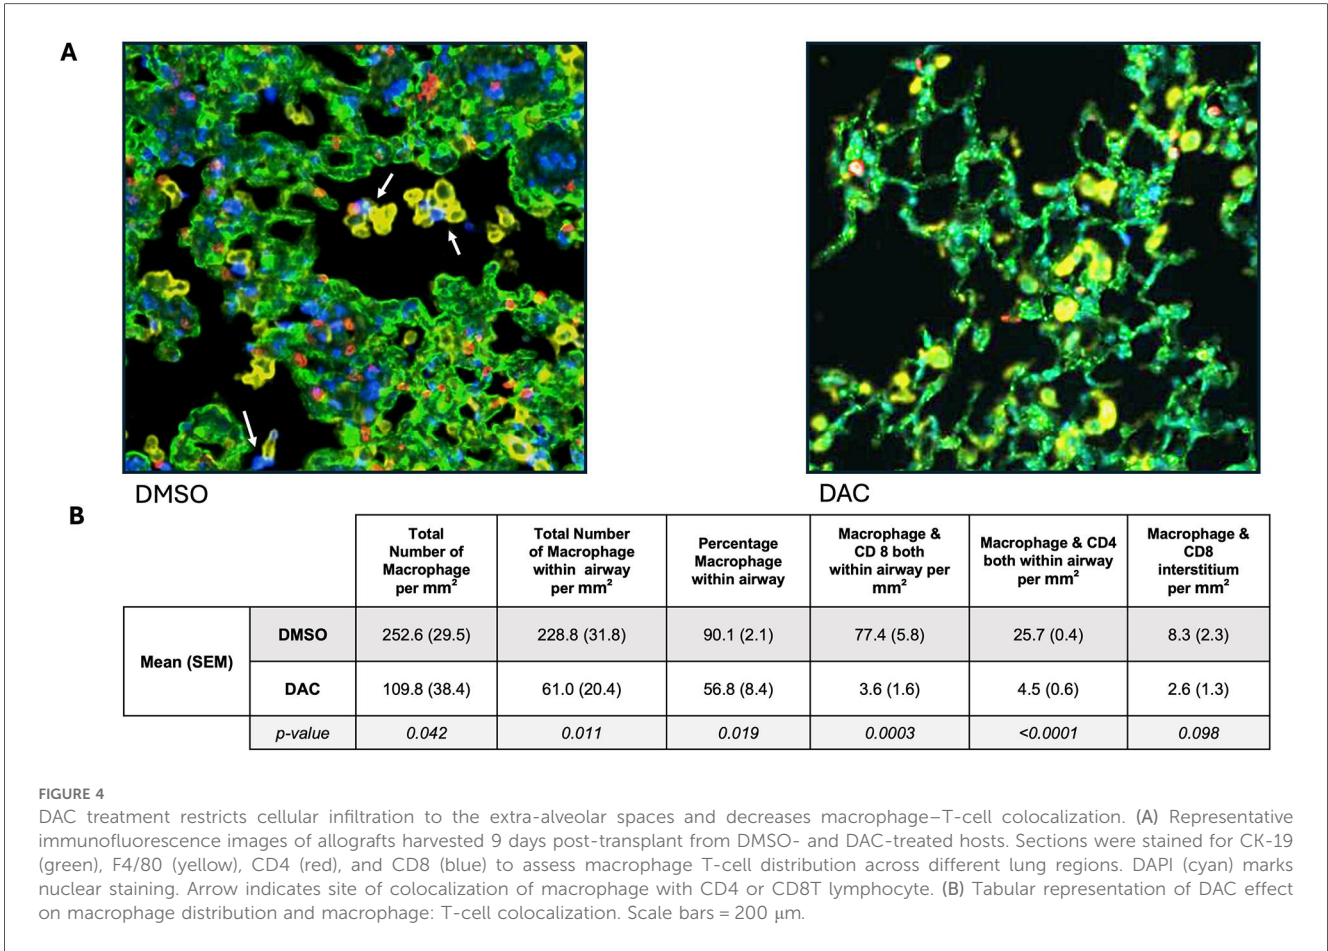 A
DMSO
DAC
B
Total
Number of
Macrophage
per mm²
Total Number
of Macrophage
within airway
per mm²
Percentage
Macrophage
within airway
Macrophage &
CD 8 both
within airway per
mm²
Macrophage & CD4
both within airway
per mm²
Macrophage &
CD8
interstitium
per mm²
Mean (SEM)
DMSO 252.6 (29.5) 228.8 (31.8) 90.1 (2.1) 77.4 (5.8) 25.7 (0.4) 8.3 (2.3)
DAC 109.8 (38.4) 61.0 (20.4) 56.8 (8.4) 3.6 (1.6) 4.5 (0.6) 2.6 (1.3)
p-value 0.042 0.011 0.019 0.0003 <0.0001 0.098
FIGURE 4
DAC treatment restricts cellular infiltration to the extra-alveolar spaces and decreases macrophage–T-cell colocalization. (A) Representative
immunofluorescence images of allografts harvested 9 days post-transplant from DMSO- and DAC-treated hosts. Sections were stained for CK-19
(green), F4/80 (yellow), CD4 (red), and CD8 (blue) to assess macrophage T-cell distribution across different lung regions. DAPI (cyan) marks
nuclear staining. Arrow indicates site of colocalization of macrophage with CD4 or CD8T lymphocyte. (B) Tabular representation of DAC effect
on macrophage distribution and macrophage: T-cell colocalization. Scale bars = 200 μm.